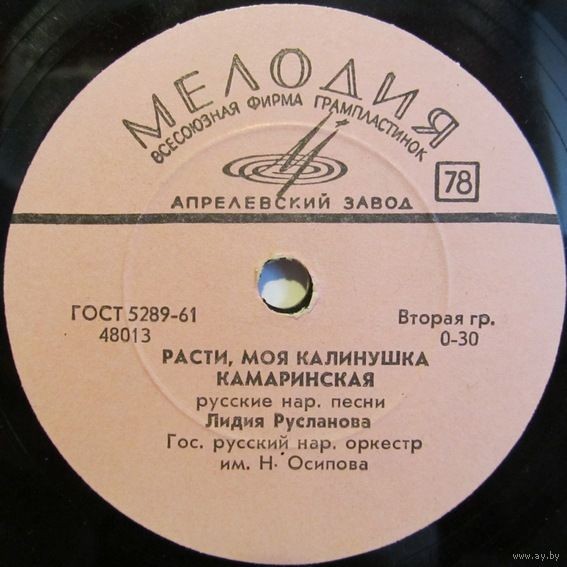 МЕЛОДИЯ
ВСЕСОЮЗНАЯ ФИРМА ГРАМПЛАСТИНОК
78
АПРЕЛЕВСКИЙ ЗАВОД
ГОСТ 5289-61
Вторая гр.
48013
0-30
РАСТИ, МОЯ КАЛИНУШКА
КАМАРИНСКАЯ
русские нар. песни
Лидия Русланова
Гос. русский нар. оркестр
им. Н. Осипова
www.ay.by